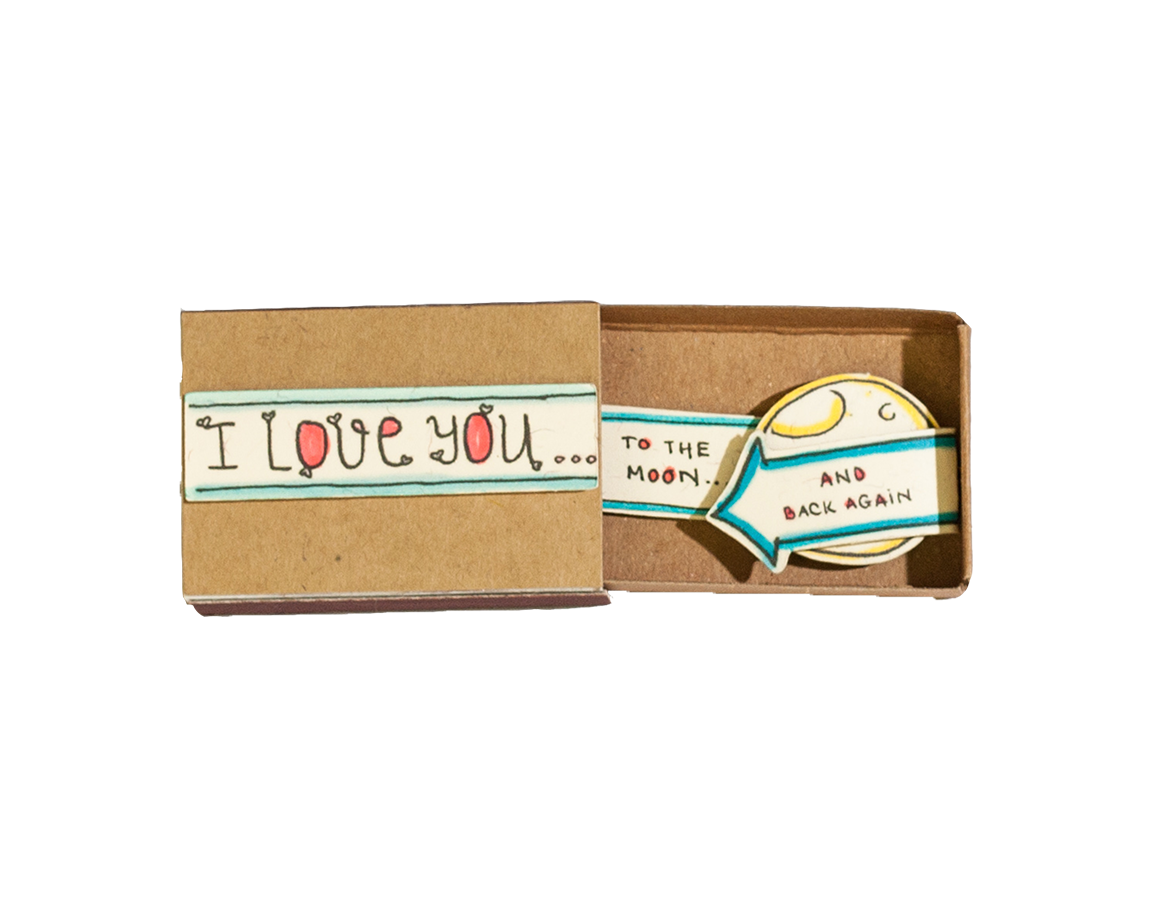 I LOVE YOU...
TO THE
MOON..
AND
BACK AGAIN